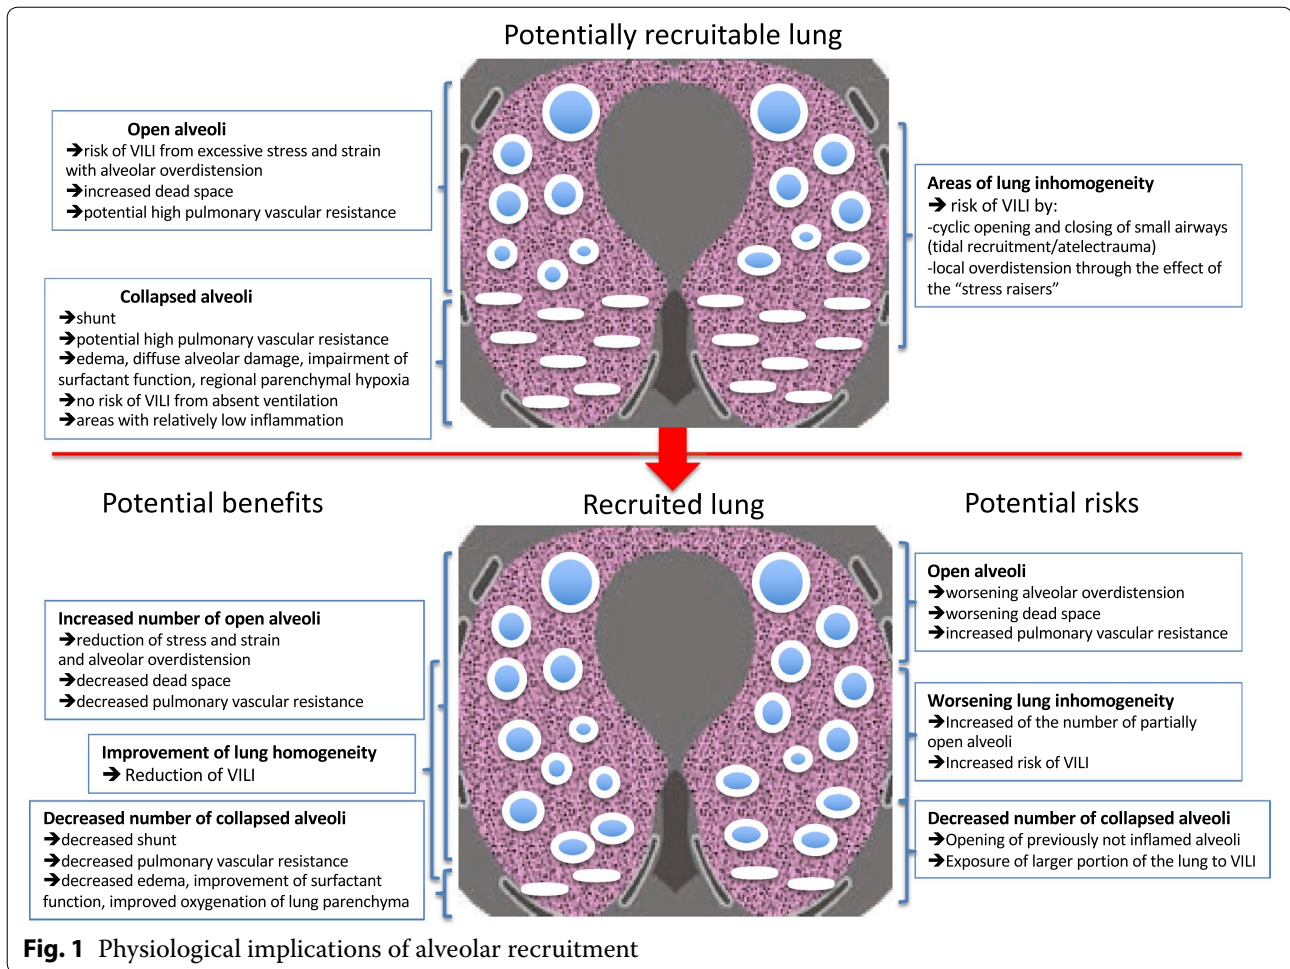 Potentially recruitable lung
Open alveoli
➔risk of VILI from excessive stress and strain
with alveolar overdistension
➔increased dead space
➔potential high pulmonary vascular resistance
Collapsed alveoli
➔shunt
➔potential high pulmonary vascular resistance
➔edema, diffuse alveolar damage, impairment of
surfactant function, regional parenchymal hypoxia
➔no risk of VILI from absent ventilation
➔areas with relatively low inflammation
Areas of lung inhomogeneity
➔ risk of VILI by:
-cyclic opening and closing of small airways
(tidal recruitment/atelectrauma)
-local overdistension through the effect of
the “stress raisers”
Potential benefits
Recruited lung
Potential risks
Increased number of open alveoli
➔reduction of stress and strain
and alveolar overdistension
➔decreased dead space
➔decreased pulmonary vascular resistance
Improvement of lung homogeneity
➔ Reduction of VILI
Decreased number of collapsed alveoli
➔decreased shunt
➔decreased pulmonary vascular resistance
➔decreased edema, improvement of surfactant
function, improved oxygenation of lung parenchyma
Open alveoli
➔worsening alveolar overdistension
➔worsening dead space
➔increased pulmonary vascular resistance
Worsening lung inhomogeneity
➔Increased of the number of partially
open alveoli
➔Increased risk of VILI
Decreased number of collapsed alveoli
➔Opening of previously not inflamed alveoli
➔Exposure of larger portion of the lung to VILI
Fig. 1 Physiological implications of alveolar recruitment